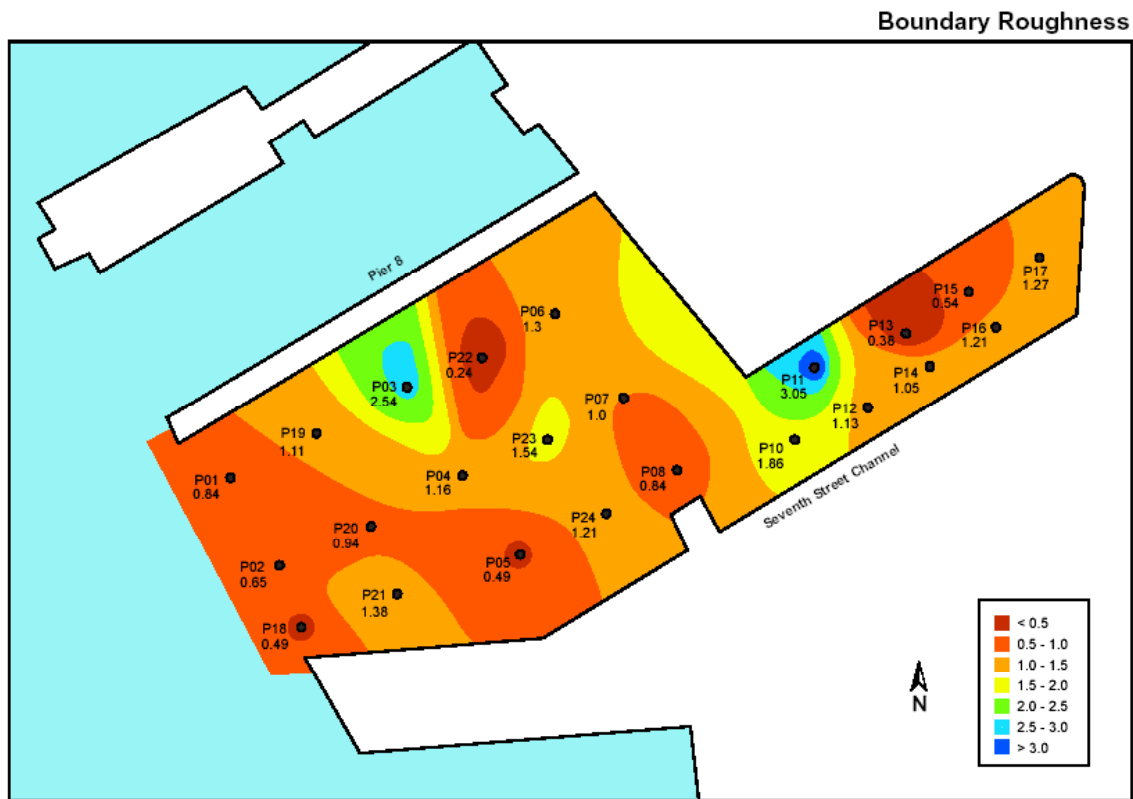 Boundary Roughness
Pier 8
P17
1.27
P15
0.54
P06
1.3
P13
0.38
P16
1.21
P22
0.24
P03
2.54
P11
3.05
P14
1.05
P07
1.0
P12
1.13
P19
1.11
P23
1.54
P10
1.86
P01
0.84
P04
1.16
P08
0.84
Seventh Street Channel
P20
0.94
P24
1.21
P02
0.65
P05
0.49
P21
1.38
P18
0.49
< 0.5
0.5 - 1.0
1.0 - 1.5
1.5 - 2.0
2.0 - 2.5
2.5 - 3.0
> 3.0
N